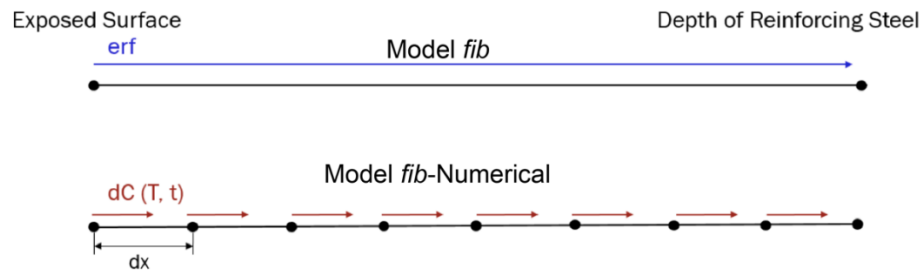 Exposed Surface
Depth of Reinforcing Steel
erf
Model fib
Model fib-Numerical
dC (T, t)
dx